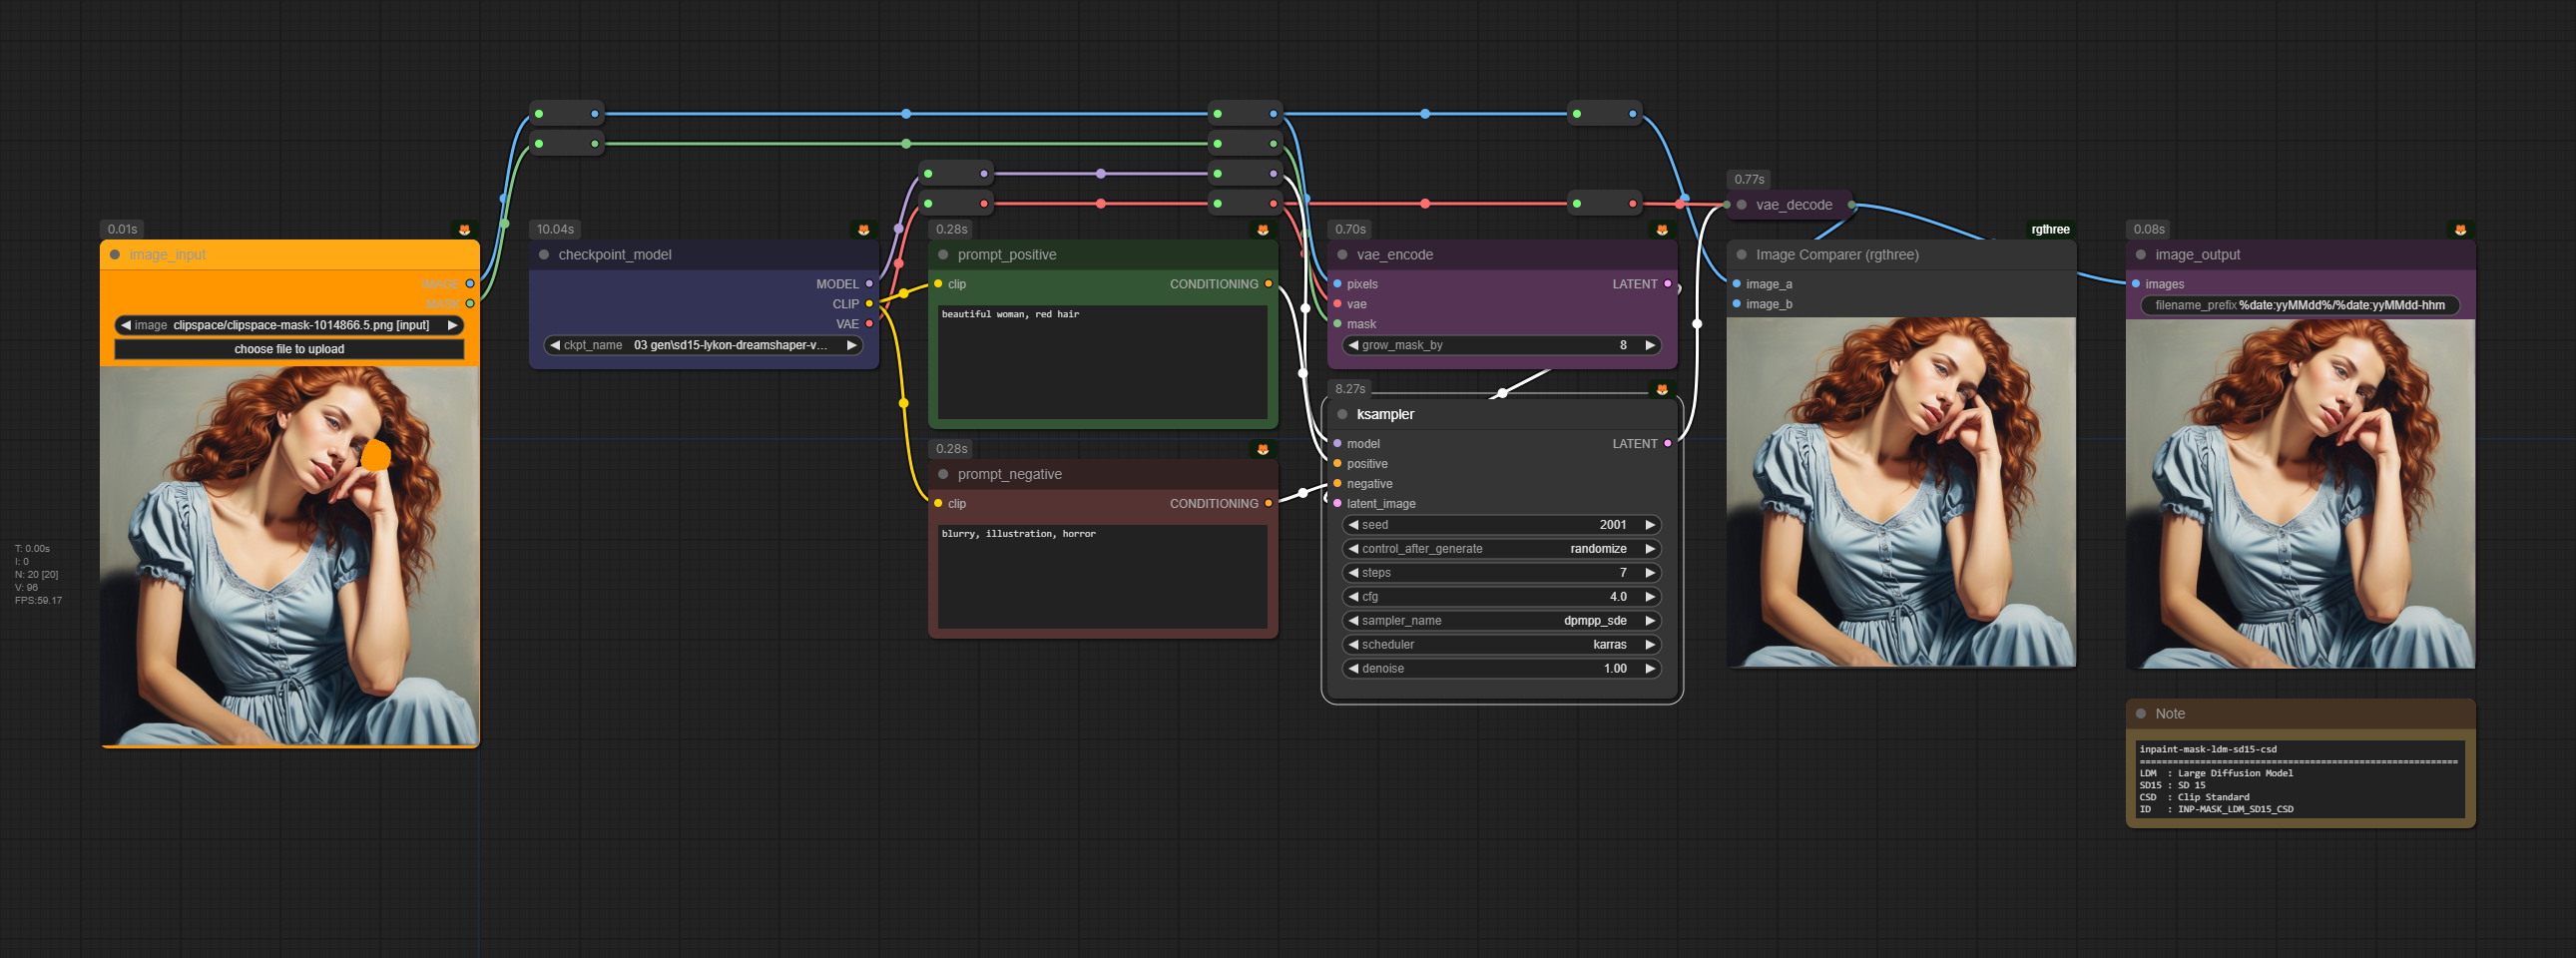 0.77s
0.01s
10.04s
0.28s
0.70s
rgthree
0.08s
image_input
checkpoint_model
prompt_positive
vae_encode
vae_decode
Image Comparer (rgthree)
image_output
IMAGE
MASK
image clipspace/clipspace-mask-1014866.5.png [input]
choose file to upload
MODEL
CLIP
VAE
ckpt_name 03 gen\sd15-lykon-dreamshaper-v...
clip CONDITIONING
beautiful woman, red hair
0.28s
prompt_negative
clip CONDITIONING
blurry, illustration, horror
pixels LATENT
vae
mask
grow_mask_by 8
8.27s
ksampler
model LATENT
positive
negative
latent_image
seed 2001
control_after_generate randomize
steps 7
cfg 4.0
sampler_name dpmpp_sde
scheduler karras
denoise 1.00
image_a
image_b
images
filename_prefix %date:yyMMdd%/%date:yyMMdd-hhm
T: 0.00s
I: 0
N: 20 [20]
V: 96
FPS:59.17
Note
inpaint-mask-ldm-sd15-csd
=========================================================
LDM : Large Diffusion Model
SD15 : SD 15
CSD : Clip Standard
ID : INP-MASK_LDM_SD15_CSD